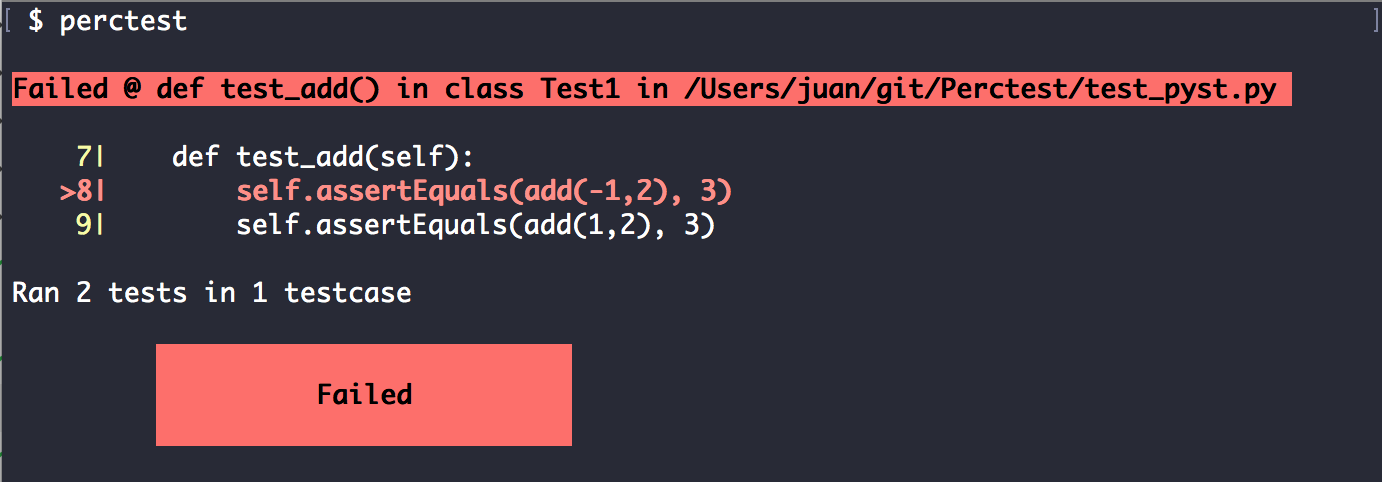 [ $ perctest ]
Failed @ def test_add() in class Test1 in /Users/juan/git/Perctest/test_pyst.py
7|    def test_add(self):
>8|        self.assertEquals(add(-1,2), 3)
9|        self.assertEquals(add(1,2), 3)
Ran 2 tests in 1 testcase
Failed